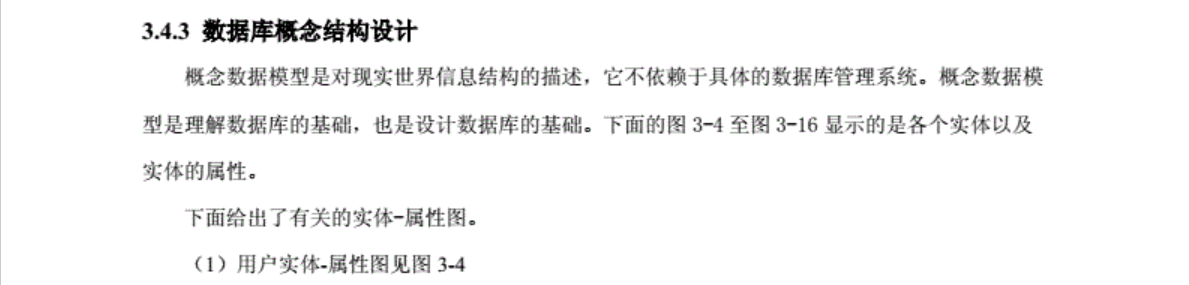 3.4.3 数据库概念结构设计
概念数据模型是对现实世界信息结构的描述，它不依赖于具体的数据库管理系统。概念数据模
型是理解数据库的基础，也是设计数据库的基础。下面的图 3-4 至图 3-16 显示的是各个实体以及
实体的属性。
下面给出了有关的实体-属性图。
（1）用户实体-属性图见图 3-4